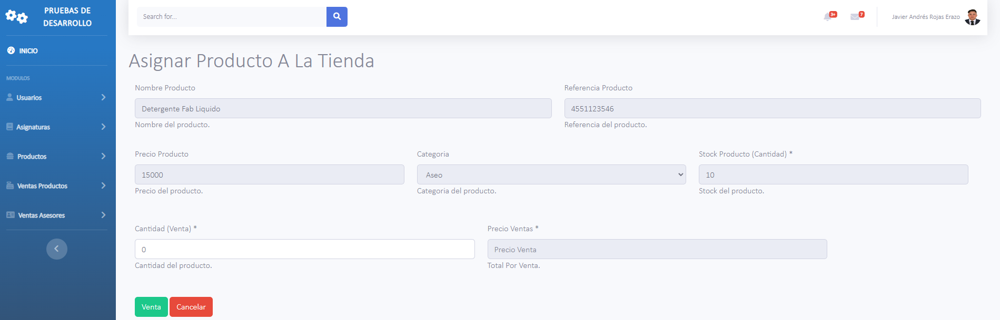 PRUEBAS DE
DESARROLLO
INICIO
MODULOS
Usuarios
Asignaturas
Productos
Ventas Productos
Ventas Asesores
Search for...
3+
7
Javier Andrés Rojas Erazo
Asignar Producto A La Tienda
Nombre Producto
Referencia Producto
Detergente Fab Liquido
4551123546
Nombre del producto.
Referencia del producto.
Precio Producto
Categoria
Stock Producto (Cantidad) *
15000
Aseo
10
Precio del producto.
Categoria del producto.
Stock del producto.
Cantidad (Venta) *
Precio Ventas *
0
Precio Venta
Cantidad del producto.
Total Por Venta.
Venta
Cancelar